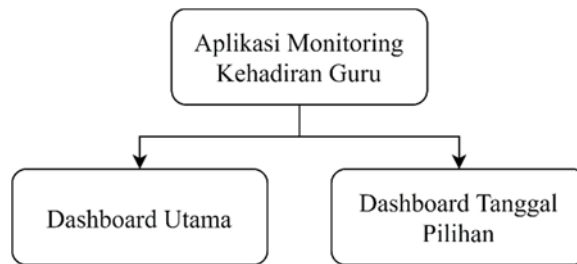 Aplikasi Monitoring
Kehadiran Guru
Dashboard Utama
Dashboard Tanggal
Pilihan